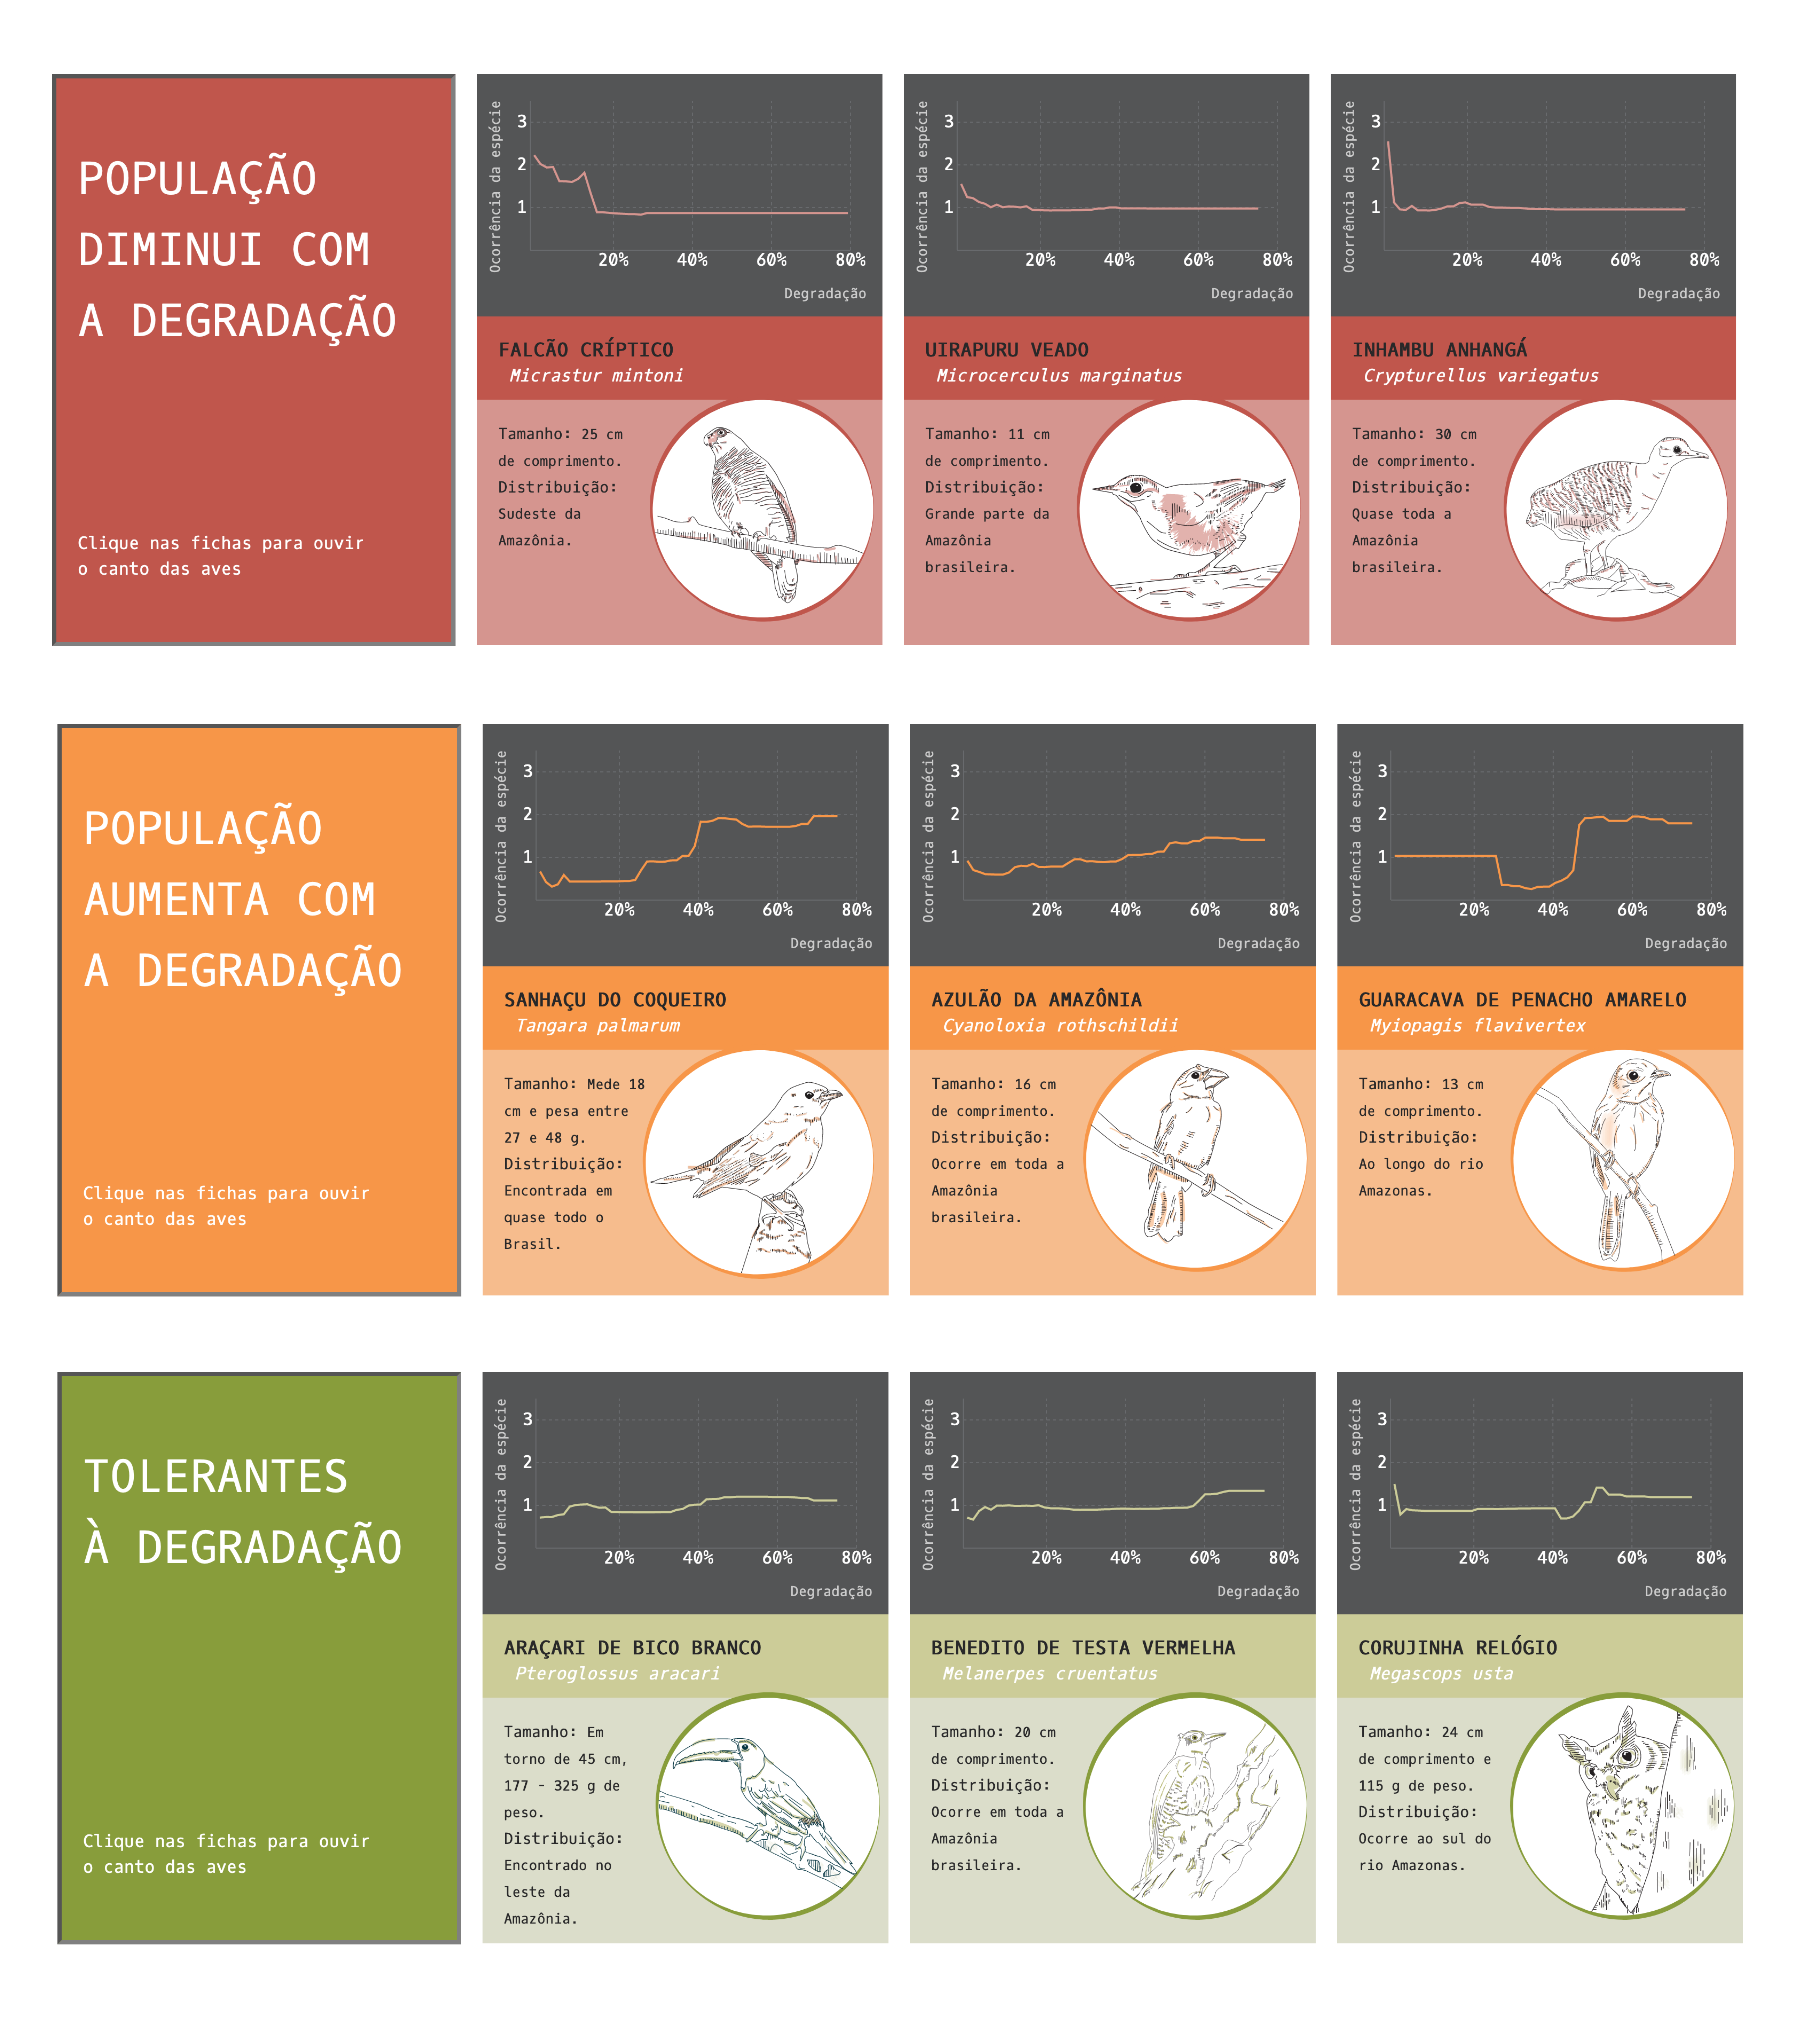 POPULAÇÃO
DIMINUI COM
A DEGRADAÇÃO
Clique nas fichas para ouvir
o canto das aves
Ocorrência da espécie
3
2
1
20% 40% 60% 80%
Degradação
FALCÃO CRÍPTICO
Micrastur mintoni
Tamanho: 25 cm
de comprimento.
Distribuição:
Sudeste da
Amazônia.
Ocorrência da espécie
3
2
1
20% 40% 60% 80%
Degradação
UIRAPURU VEADO
Microcerculus marginatus
Tamanho: 11 cm
de comprimento.
Distribuição:
Grande parte da
Amazônia
brasileira.
Ocorrência da espécie
3
2
1
20% 40% 60% 80%
Degradação
INHAMBU ANHANGÁ
Crypturellus variegatus
Tamanho: 30 cm
de comprimento.
Distribuição:
Quase toda a
Amazônia
brasileira.
POPULAÇÃO
AUMENTA COM
A DEGRADAÇÃO
Clique nas fichas para ouvir
o canto das aves
Ocorrência da espécie
3
2
1
20% 40% 60% 80%
Degradação
SANHAÇU DO COQUEIRO
Tangara palmarum
Tamanho: Mede 18
cm e pesa entre
27 e 48 g.
Distribuição:
Encontrada em
quase todo o
Brasil.
Ocorrência da espécie
3
2
1
20% 40% 60% 80%
Degradação
AZULÃO DA AMAZÔNIA
Cyanoloxia rothschildii
Tamanho: 16 cm
de comprimento.
Distribuição:
Ocorre em toda a
Amazônia
brasileira.
Ocorrência da espécie
3
2
1
20% 40% 60% 80%
Degradação
GUARACAVA DE PENACHO AMARELO
Myiopagis flavivertex
Tamanho: 13 cm
de comprimento.
Distribuição:
Ao longo do rio
Amazonas.
TOLERANTES
À DEGRADAÇÃO
Clique nas fichas para ouvir
o canto das aves
Ocorrência da espécie
3
2
1
20% 40% 60% 80%
Degradação
ARAÇARI DE BICO BRANCO
Pteroglossus aracari
Tamanho: Em
torno de 45 cm,
177 - 325 g de
peso.
Distribuição:
Encontrado no
leste da
Amazônia.
Ocorrência da espécie
3
2
1
20% 40% 60% 80%
Degradação
BENEDITO DE TESTA VERMELHA
Melanerpes cruentatus
Tamanho: 20 cm
de comprimento.
Distribuição:
Ocorre em toda a
Amazônia
brasileira.
Ocorrência da espécie
3
2
1
20% 40% 60% 80%
Degradação
CORUJINHA RELÓGIO
Megascops usta
Tamanho: 24 cm
de comprimento e
115 g de peso.
Distribuição:
Ocorre ao sul do
rio Amazonas.